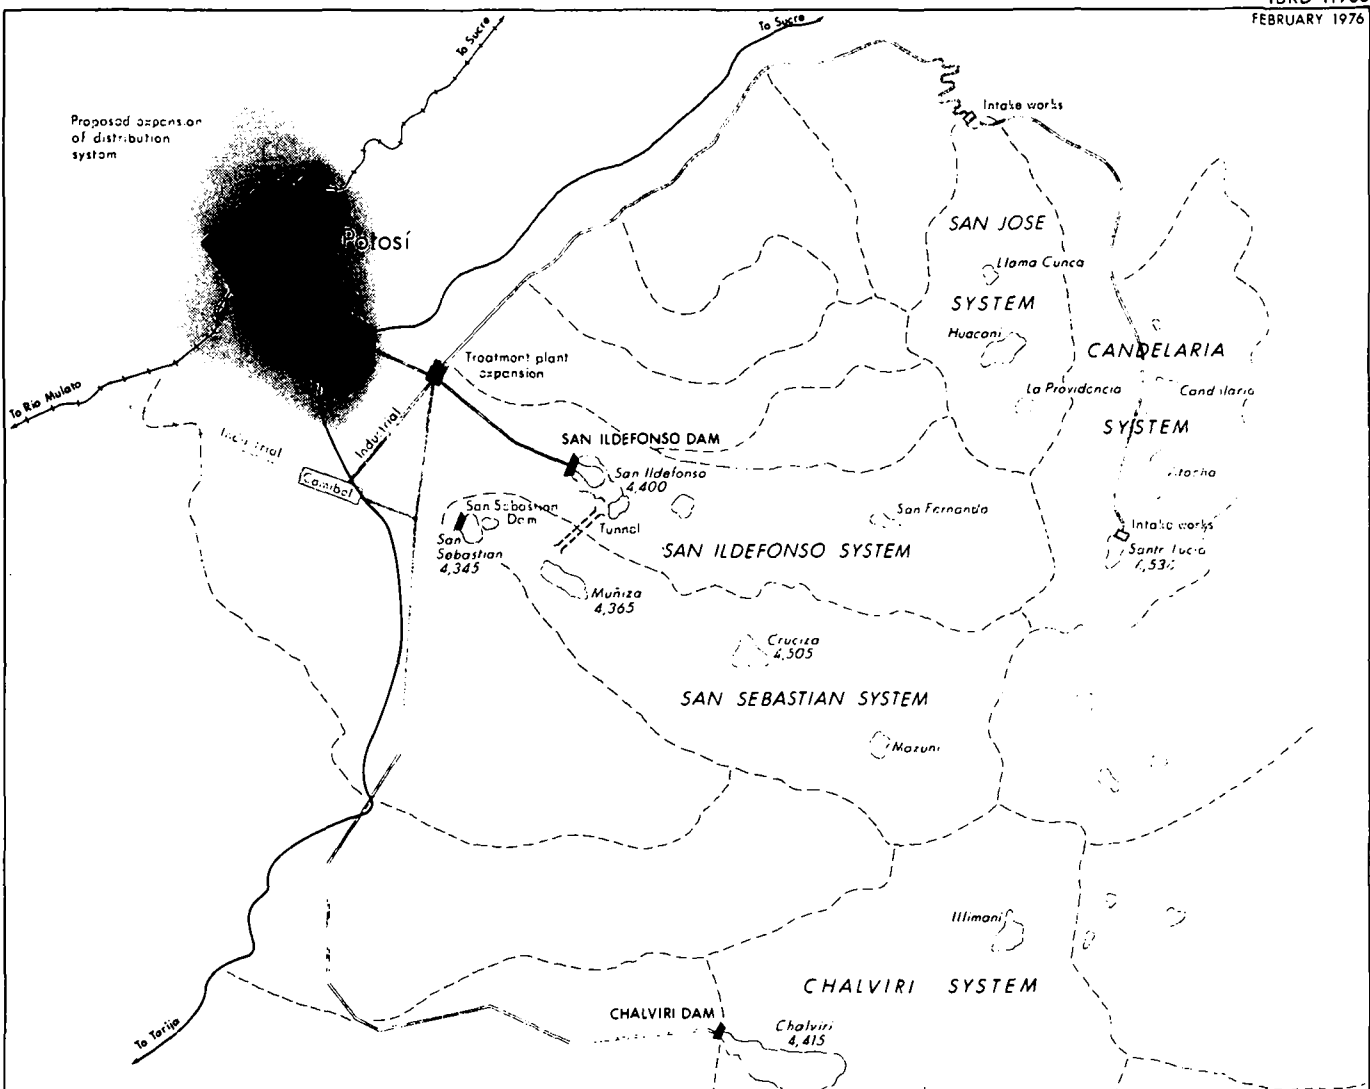 FEBRUARY 1976
To Sucre
To Sucre
Proposed expansion
of distribution
system
Intake works
Potosí
SAN JOSE
Llama Cunca
SYSTEM
Huacani
CANDELARIA
Treatment plant
expansion
To Rio Mulato
La Providencia
SYSTEM
Industrial
Industrial
SAN ILDEFONSO DAM
San Ildefonso
4,400
Atocha
San Sebastian
Dam
San Fernando
Tunnel
Intake works
San
Sebastian
4,345
SAN ILDEFONSO SYSTEM
Muñiza
4,365
Cruciza
4,505
SAN SEBASTIAN SYSTEM
Mazuni
Illimani
CHALVIRI SYSTEM
CHALVIRI DAM
Chalviri
4,415
To Tarija